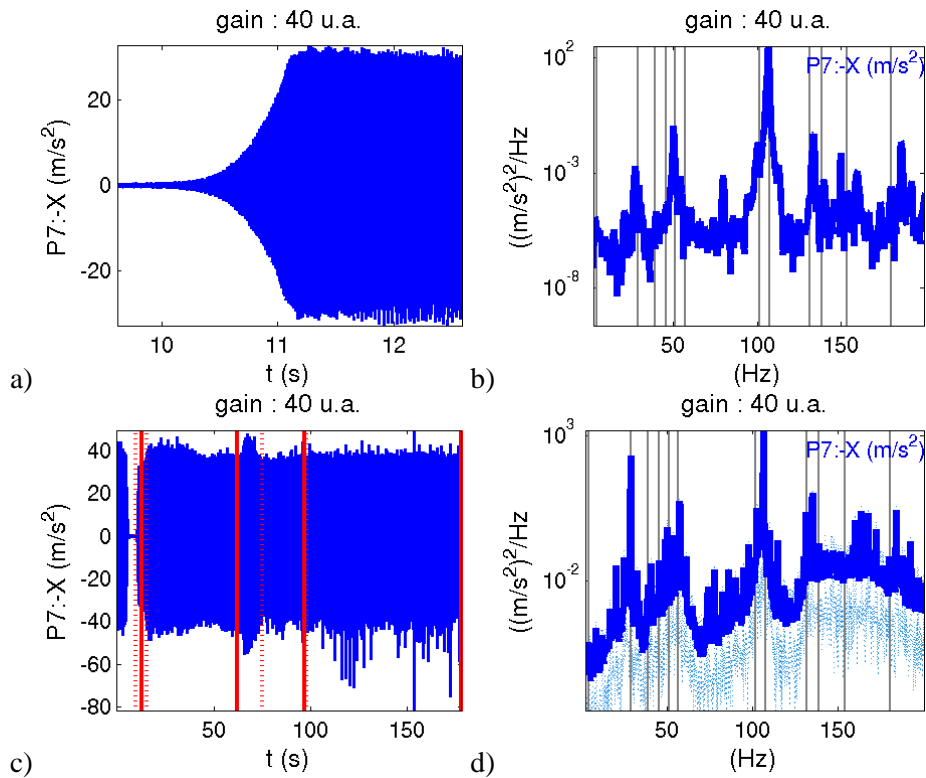 gain : 40 u.a.
P7:-X (m/s²)
20
0
-20
10
11
12
t (s)
a)
gain : 40 u.a.
P7:-X (m/s²)
((m/s²)²/Hz
10²
10⁻³
10⁻⁸
50
100
150
(Hz)
b)
gain : 40 u.a.
P7:-X (m/s²)
40
20
0
-20
-40
-60
-80
50
100
150
t (s)
c)
gain : 40 u.a.
P7:-X (m/s²)
((m/s²)²/Hz
10³
10⁻²
50
100
150
(Hz)
d)